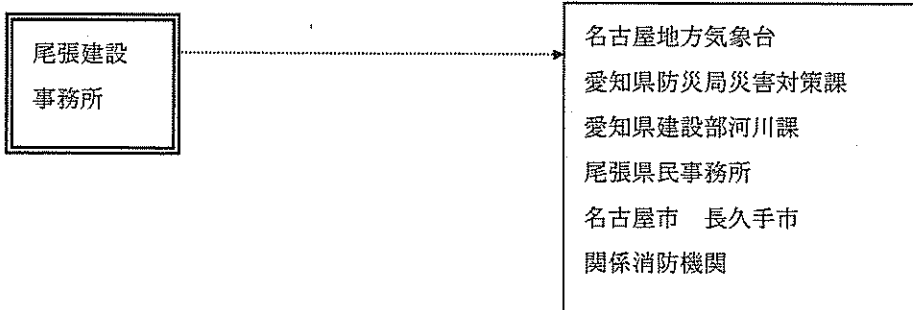 尾張建設
事務所
名古屋地方気象台
愛知県防災局災害対策課
愛知県建設部河川課
尾張県民事務所
名古屋市　長久手市
関係消防機関